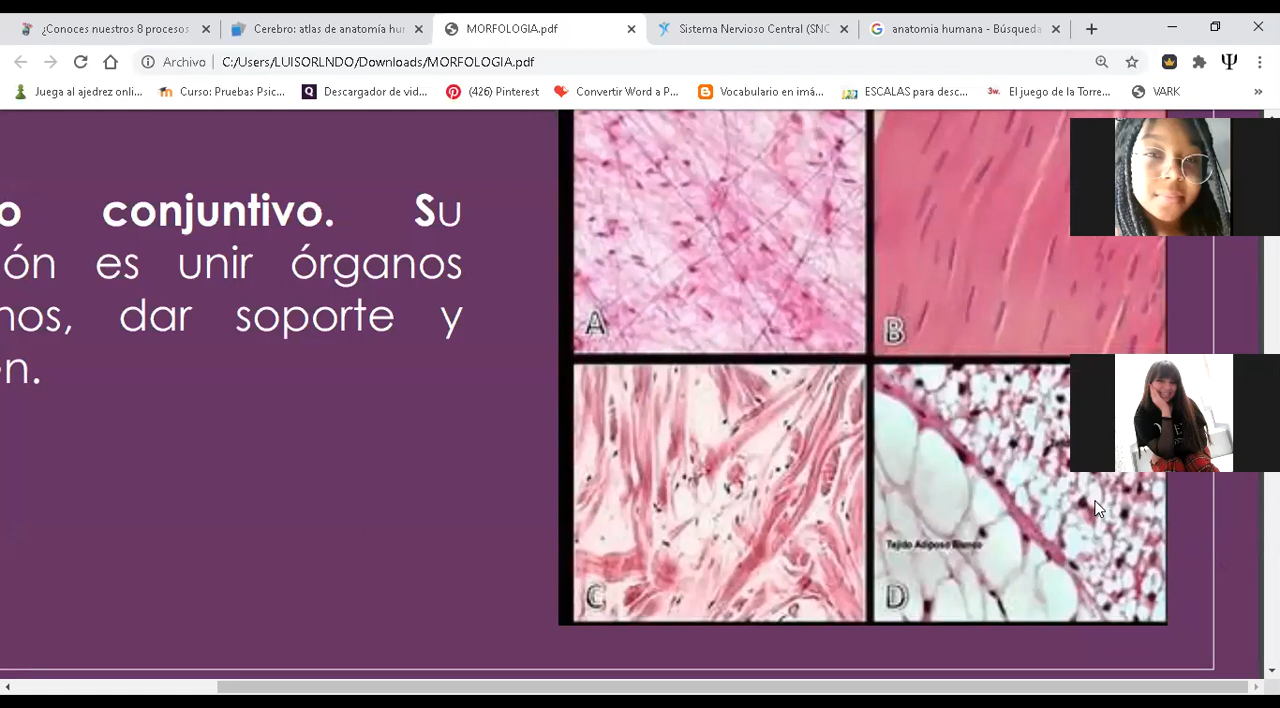 ¿Conoces nuestros 8 procesos
Cerebro: atlas de anatomía hu
MORFOLOGIA.pdf
Sistema Nervioso Central (SNC
anatomia humana - Búsqueda
Archivo
C:/Users/LUISORLNDO/Downloads/MORFOLOGIA.pdf
Juega al ajedrez onli...
Curso: Pruebas Psic...
Descargador de vid...
(426) Pinterest
Convertir Word a P...
Vocabulario en imá...
ESCALAS para desc...
El juego de la Torre...
VARK
o conjuntivo. Su
ón es unir órganos
nos, dar soporte y
en.
A
B
C
D
Tejido Adiposo Blanco